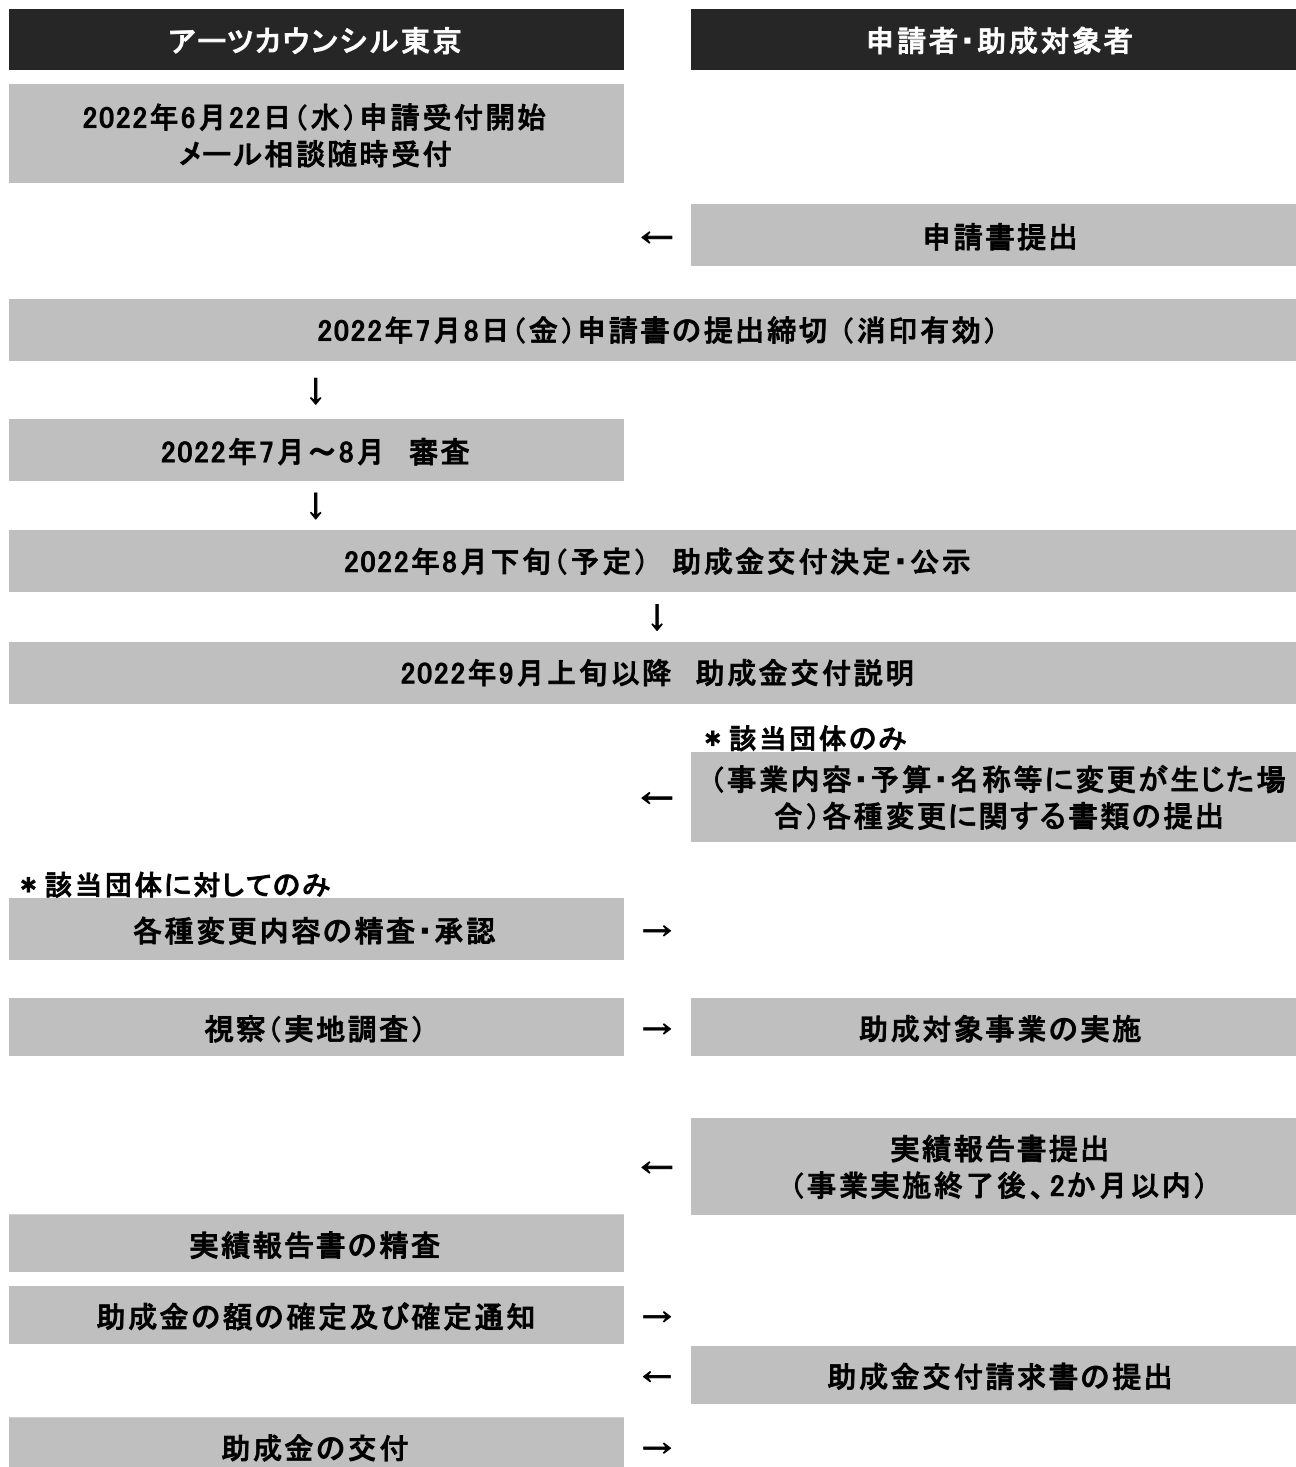 アーツカウンシル東京
申請者・助成対象者
2022年6月22日（水）申請受付開始
メール相談随時受付
← 申請書提出
2022年7月8日（金）申請書の提出締切（消印有効）
↓
2022年7月～8月　審査
↓
2022年8月下旬（予定）　助成金交付決定・公示
↓
2022年9月上旬以降　助成金交付説明
＊該当団体のみ
← （事業内容・予算・名称等に変更が生じた場
合）各種変更に関する書類の提出
＊該当団体に対してのみ
各種変更内容の精査・承認 →
視察（実地調査） → 助成対象事業の実施
← 実績報告書提出
（事業実施終了後、2か月以内）
実績報告書の精査
助成金の額の確定及び確定通知 →
← 助成金交付請求書の提出
助成金の交付 →